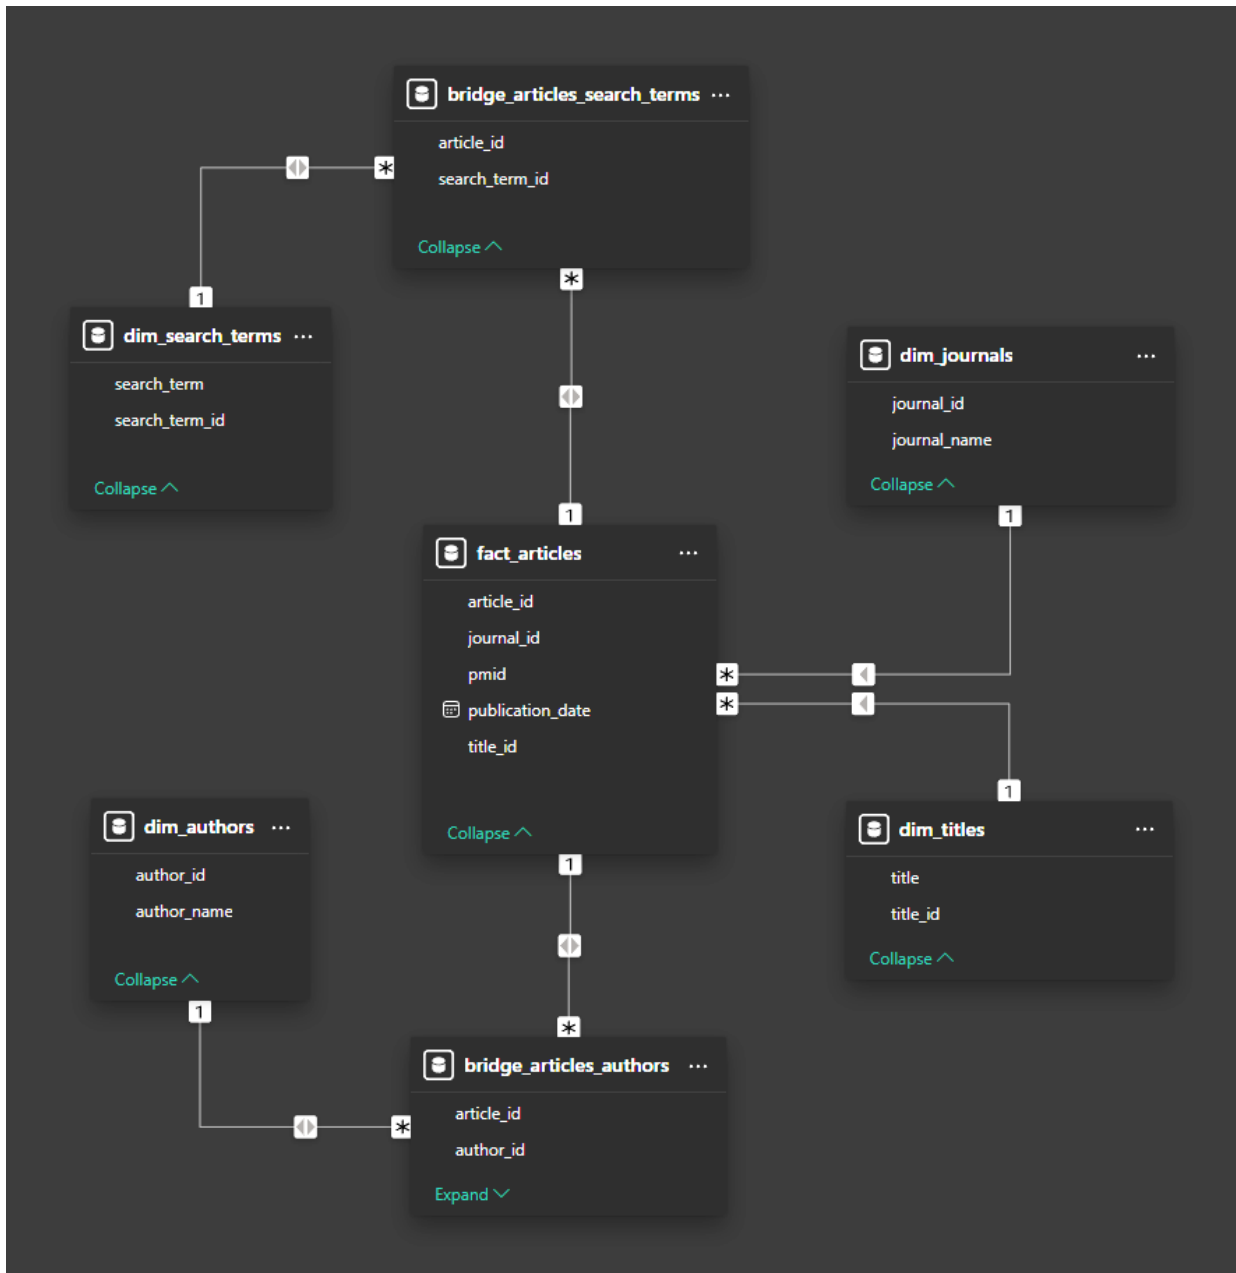 bridge_articles_search_terms ...
article_id
search_term_id
Collapse
*
*
1
dim_search_terms ...
search_term
search_term_id
Collapse
dim_journals ...
journal_id
journal_name
Collapse
1
1
fact_articles ...
article_id
journal_id
pmid
publication_date
title_id
Collapse
*
*
1
1
dim_authors ...
author_id
author_name
Collapse
1
dim_titles ...
title
title_id
Collapse
*
bridge_articles_authors ...
article_id
author_id
Expand
*